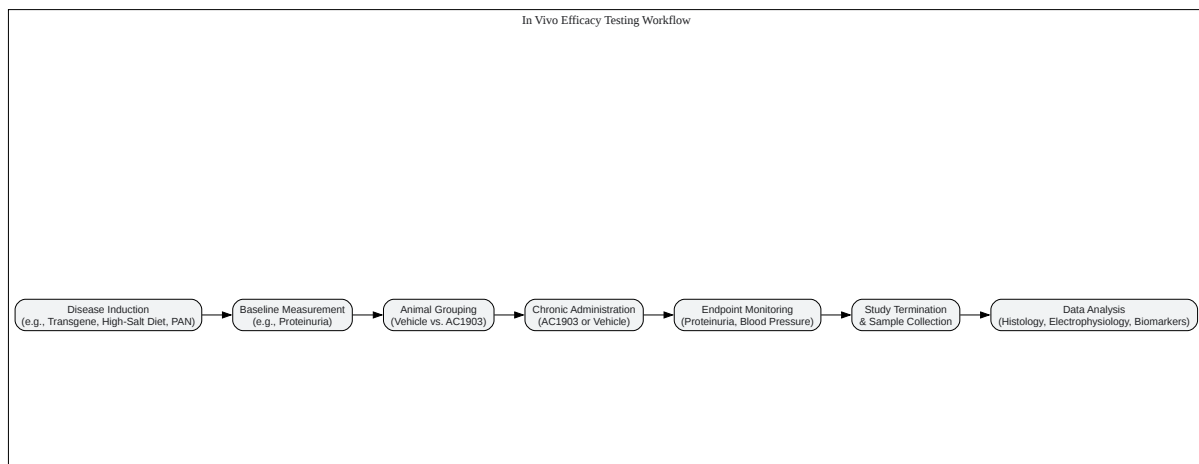 In Vivo Efficacy Testing Workflow
Disease Induction
(e.g., Transgene, High-Salt Diet, PAN)
Baseline Measurement
(e.g., Proteinuria)
Animal Grouping
(Vehicle vs. AC1903)
Chronic Administration
(AC1903 or Vehicle)
Endpoint Monitoring
(Proteinuria, Blood Pressure)
Study Termination
& Sample Collection
Data Analysis
(Histology, Electrophysiology, Biomarkers)